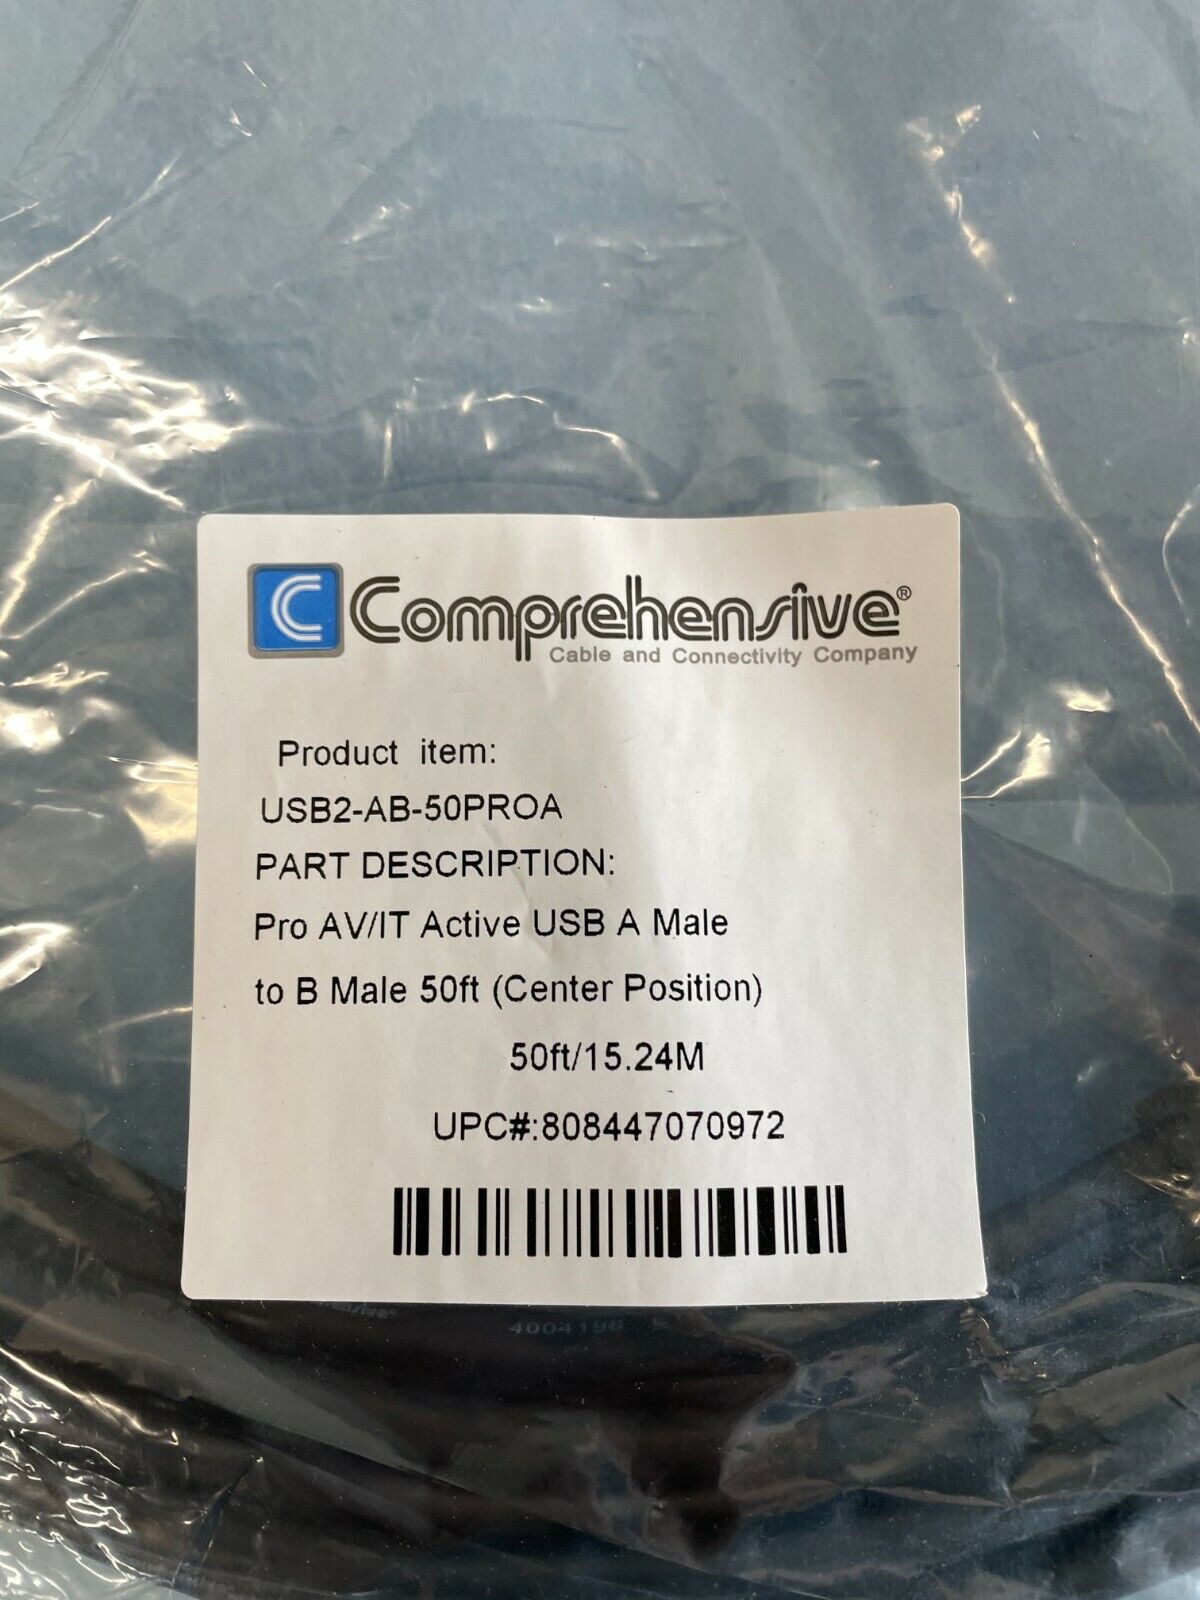 C Comprehensive®
Cable and Connectivity Company
Product item:
USB2-AB-50PROA
PART DESCRIPTION:
Pro AV/IT Active USB A Male
to B Male 50ft (Center Position)
50ft/15.24M
UPC#:808447070972
4004196 E